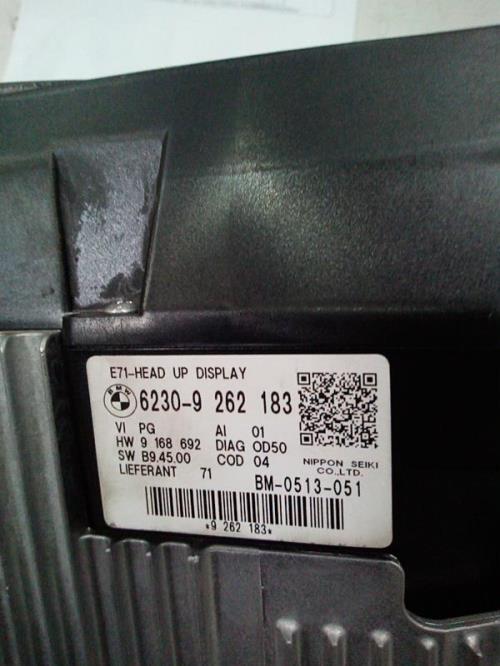 E71-HEAD UP DISPLAY
BMW 6230-9 262 183
VI PG AI 01
HW 9 168 692 DIAG OD50
SW B9.45.00 COD 04
LIEFERANT 71
NIPPON SEIKI
CO.,LTD.
BM-0513-051
*9 262 183*